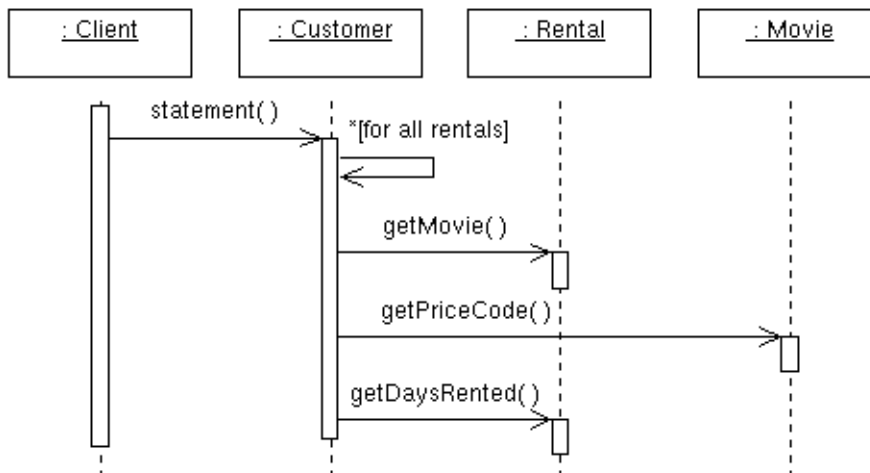 : Client
: Customer
: Rental
: Movie
statement( )
*[for all rentals]
getMovie( )
getPriceCode( )
getDaysRented( )